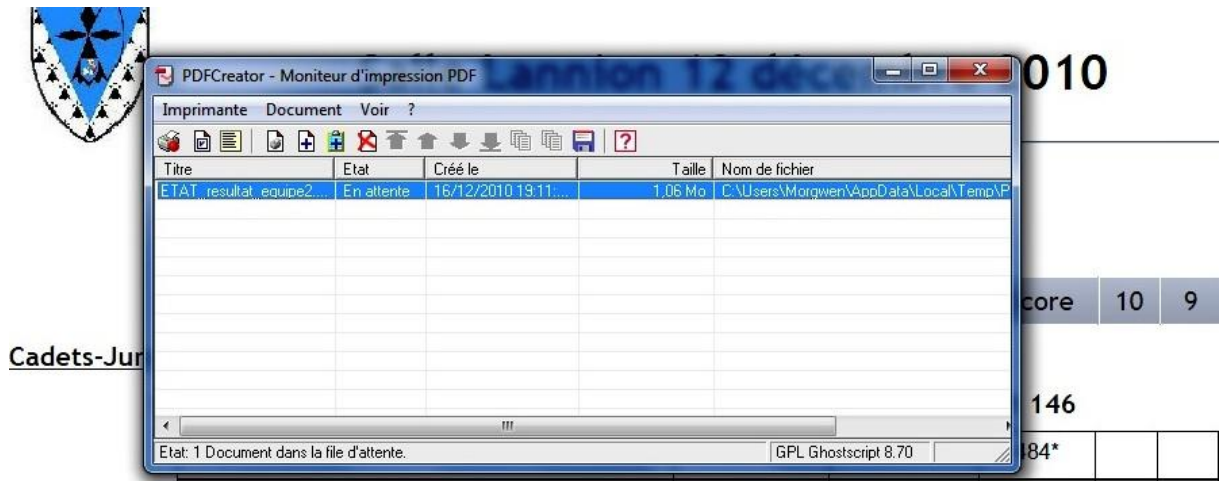 Lannion 12 déce 010
PDFCreator - Moniteur d'impression PDF
Imprimante Document Voir ?
Titre Etat Créé le Taille Nom de fichier
ETAT_resultat_equipe2.... En attente 16/12/2010 19:11:... 1,06 Mo C:\Users\Morgwen\AppData\Local\Temp\P
core 10 9
Cadets-Jur
146
Etat: 1 Document dans la file d'attente. GPL Ghostscript 8.70
484*